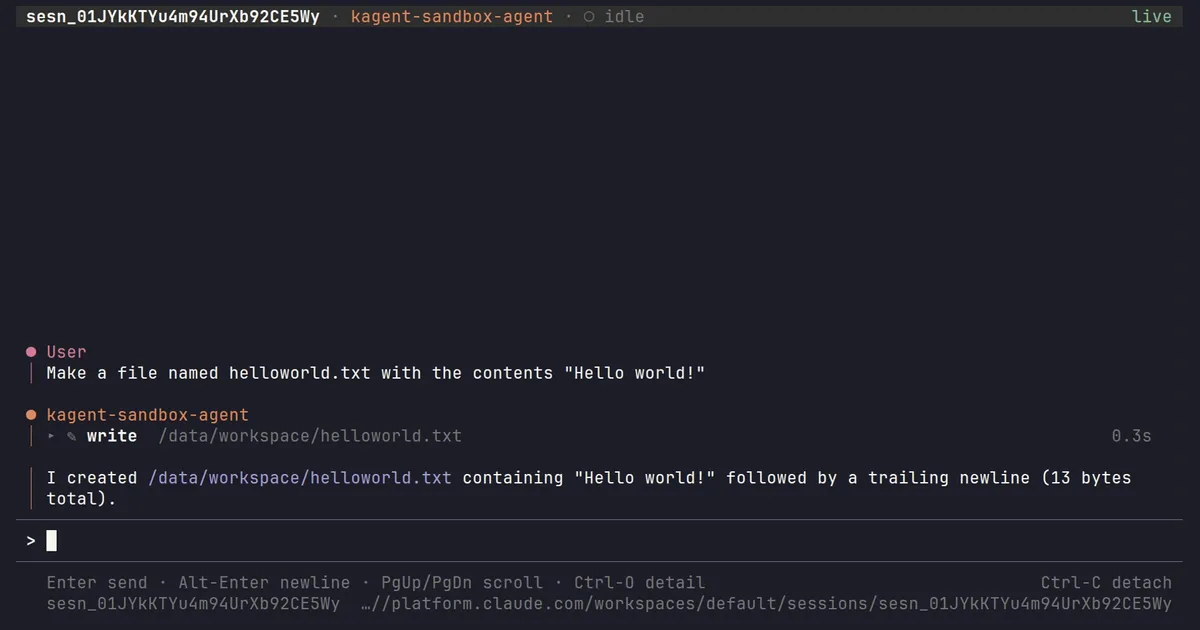 sesn_01JYkKTYu4m94UrXb92CE5Wy · kagent-sandbox-agent · ○ idle live
● User
Make a file named helloworld.txt with the contents "Hello world!"
● kagent-sandbox-agent
▸ ✎ write /data/workspace/helloworld.txt 0.3s
I created /data/workspace/helloworld.txt containing "Hello world!" followed by a trailing newline (13 bytes
total).
>
Enter send · Alt-Enter newline · PgUp/PgDn scroll · Ctrl-O detail Ctrl-C detach
sesn_01JYkKTYu4m94UrXb92CE5Wy …//platform.claude.com/workspaces/default/sessions/sesn_01JYkKTYu4m94UrXb92CE5Wy